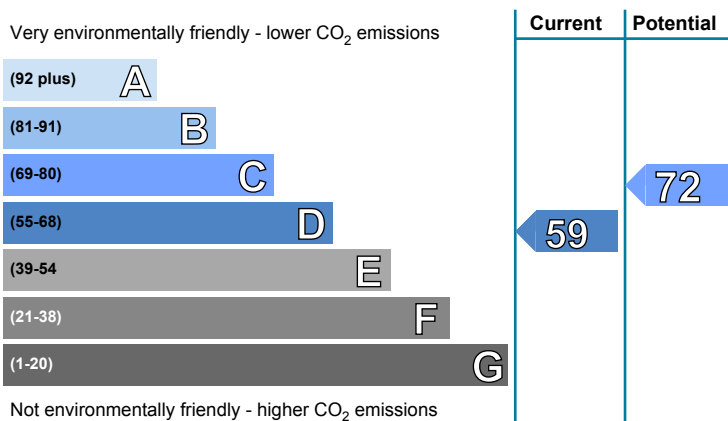 Very environmentally friendly - lower CO₂ emissions
Current
Potential
(92 plus) A
(81-91) B
(69-80) C
(55-68) D
(39-54 E
(21-38) F
(1-20) G
59
72
Not environmentally friendly - higher CO₂ emissions